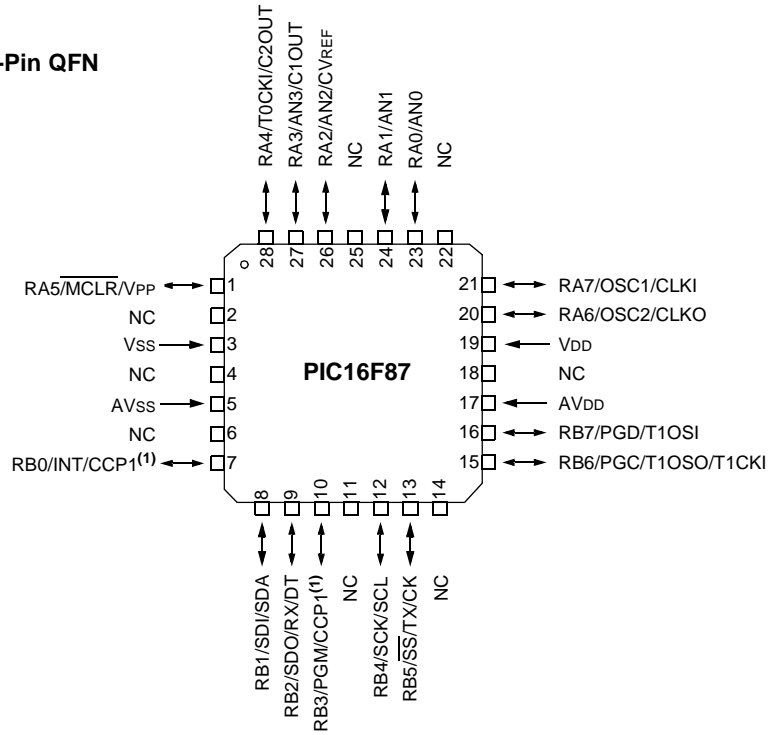 -Pin QFN
RA4/T0CKI/C2OUT
RA3/AN3/C1OUT
RA2/AN2/CVREF
NC
RA1/AN1
RA0/AN0
NC
28
27
26
25
24
23
22
RA5/MCLR/VPP
1
NC
2
VSS
3
NC
4
AVSS
5
NC
6
RB0/INT/CCP1(1)
7
PIC16F87
21
RA7/OSC1/CLKI
20
RA6/OSC2/CLKO
19
VDD
18
NC
17
AVDD
16
RB7/PGD/T1OSI
15
RB6/PGC/T1OSO/T1CKI
8
9
10
11
12
13
14
RB1/SDI/SDA
RB2/SDO/RX/DT
RB3/PGM/CCP1(1)
NC
RB4/SCK/SCL
RB5/SS/TX/CK
NC